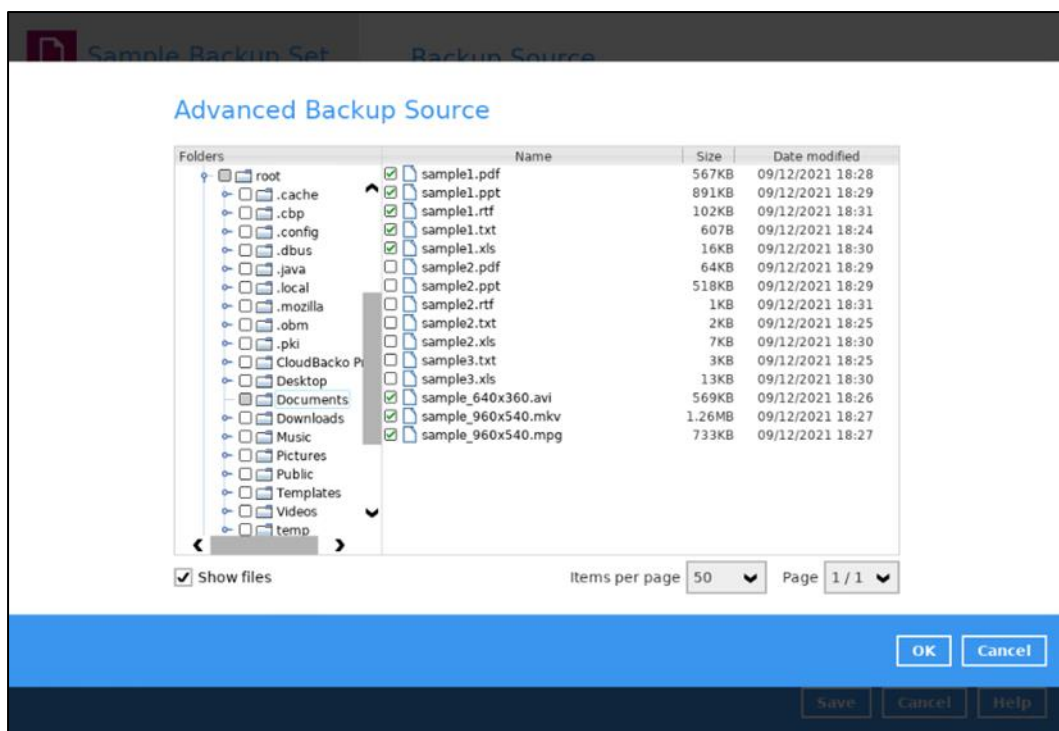 Sample Backup Set Backup Source
Advanced Backup Source
Folders Name Size Date modified
root
.cache
.cbp
.config
.dbus
.java
.local
.mozilla
.obm
.pki
CloudBacko P
Desktop
Documents
Downloads
Music
Pictures
Public
Templates
Videos
temp
sample1.pdf 567KB 09/12/2021 18:28
sample1.ppt 891KB 09/12/2021 18:29
sample1.rtf 102KB 09/12/2021 18:31
sample1.txt 607B 09/12/2021 18:24
sample1.xls 16KB 09/12/2021 18:30
sample2.pdf 64KB 09/12/2021 18:29
sample2.ppt 518KB 09/12/2021 18:29
sample2.rtf 1KB 09/12/2021 18:31
sample2.txt 2KB 09/12/2021 18:25
sample2.xls 7KB 09/12/2021 18:30
sample3.txt 3KB 09/12/2021 18:25
sample3.xls 13KB 09/12/2021 18:30
sample_640x360.avi 569KB 09/12/2021 18:26
sample_960x540.mkv 1.26MB 09/12/2021 18:27
sample_960x540.mpg 733KB 09/12/2021 18:27
Show files Items per page 50 Page 1 / 1
OK Cancel
Save Cancel Help